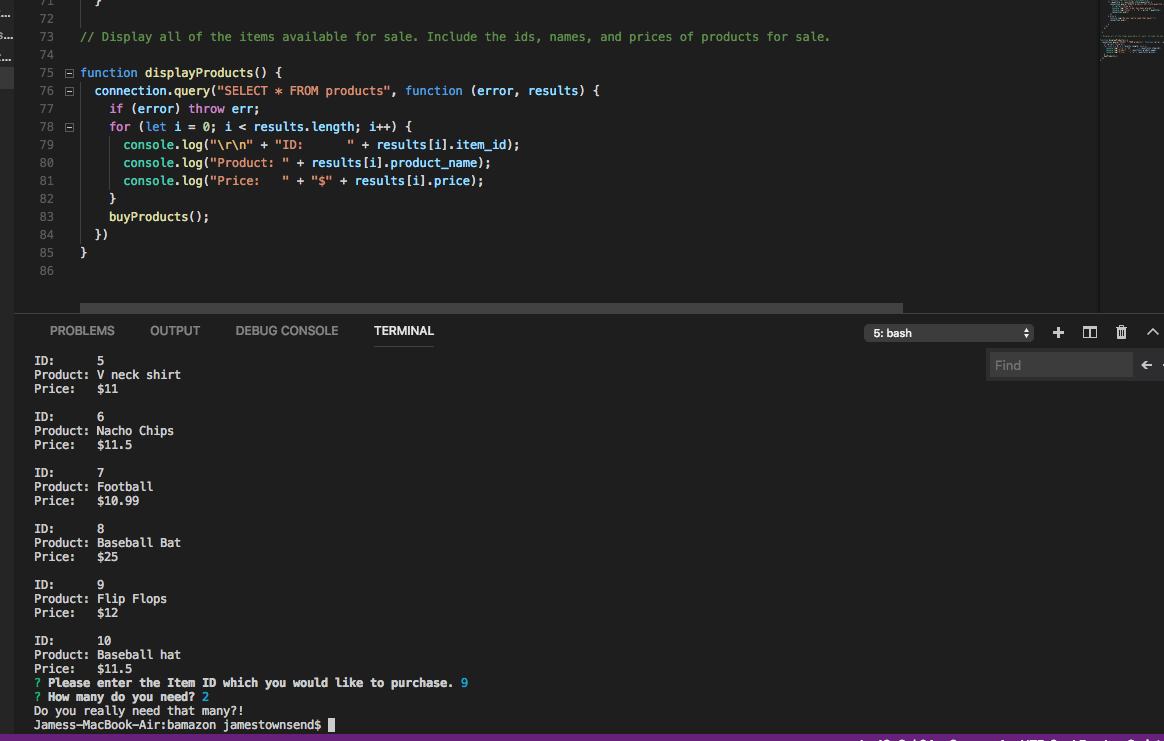 71 }
72
73 // Display all of the items available for sale. Include the ids, names, and prices of products for sale.
74
75 function displayProducts() {
76 connection.query("SELECT * FROM products", function (error, results) {
77 if (error) throw err;
78 for (let i = 0; i < results.length; i++) {
79 console.log("\r\n" + "ID:      " + results[i].item_id);
80 console.log("Product: " + results[i].product_name);
81 console.log("Price:   " + "$" + results[i].price);
82 }
83 buyProducts();
84 })
85 }
86
PROBLEMS OUTPUT DEBUG CONSOLE TERMINAL 5: bash
Find
ID: 5
Product: V neck shirt
Price: $11
ID: 6
Product: Nacho Chips
Price: $11.5
ID: 7
Product: Football
Price: $10.99
ID: 8
Product: Baseball Bat
Price: $25
ID: 9
Product: Flip Flops
Price: $12
ID: 10
Product: Baseball hat
Price: $11.5
? Please enter the Item ID which you would like to purchase. 9
? How many do you need? 2
Do you really need that many?!
Jamess-MacBook-Air:bamazon jamestownsend$